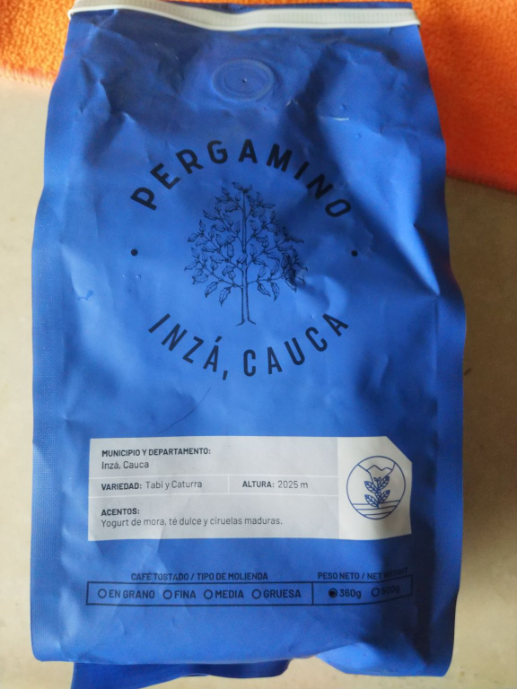 PERGAMINO
INZÁ, CAUCA
MUNICIPIO Y DEPARTAMENTO:
Inzá, Cauca
VARIEDAD: Tabi y Caturra
ALTURA: 2025 m
ACENTOS:
Yogurt de mora, té dulce y ciruelas maduras.
CAFÉ TOSTADO / TIPO DE MOLIENDA
PESO NETO / NET
EN GRANO FINA MEDIA GRUESA
360g 500g